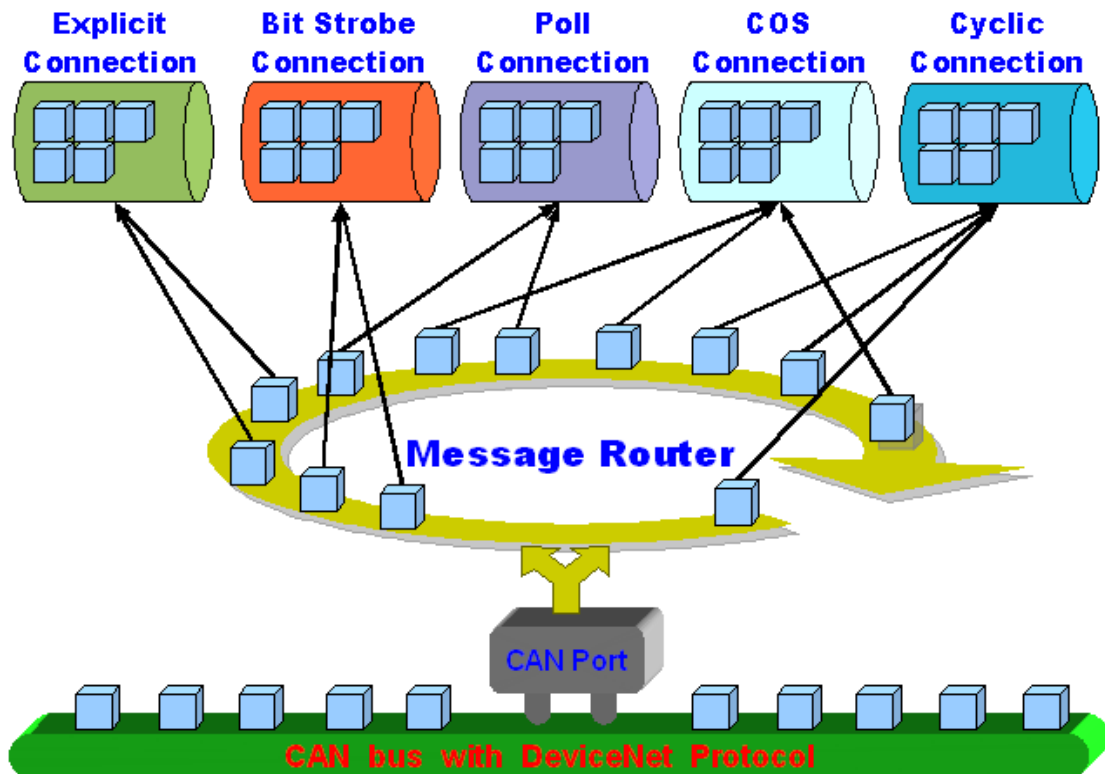 Explicit
Connection
Bit Strobe
Connection
Poll
Connection
COS
Connection
Cyclic
Connection
Message Router
CAN Port
CAN bus with DeviceNet Protocol